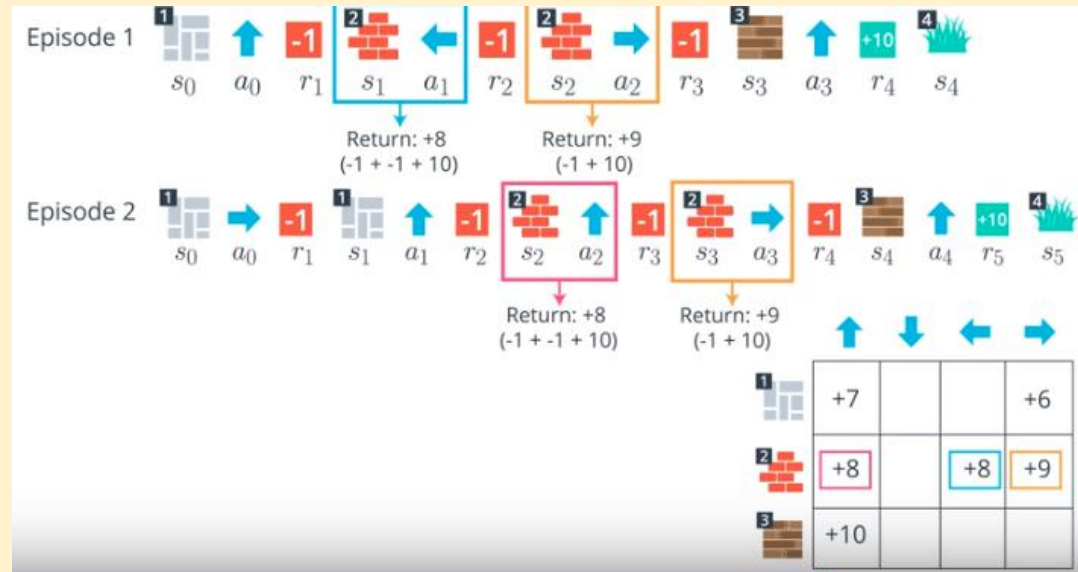 Episode 1 1 -1 2 -1 2 -1 3 +10 4
s0 a0 r1 s1 a1 r2 s2 a2 r3 s3 a3 r4 s4
Return: +8 Return: +9
(-1 + -1 + 10) (-1 + 10)
Episode 2 1 -1 1 -1 2 -1 2 -1 3 +10 4
s0 a0 r1 s1 a1 r2 s2 a2 r3 s3 a3 r4 s4 a4 r5 s5
Return: +8 Return: +9
(-1 + -1 + 10) (-1 + 10)
1 +7 +6
2 +8 +8 +9
3 +10